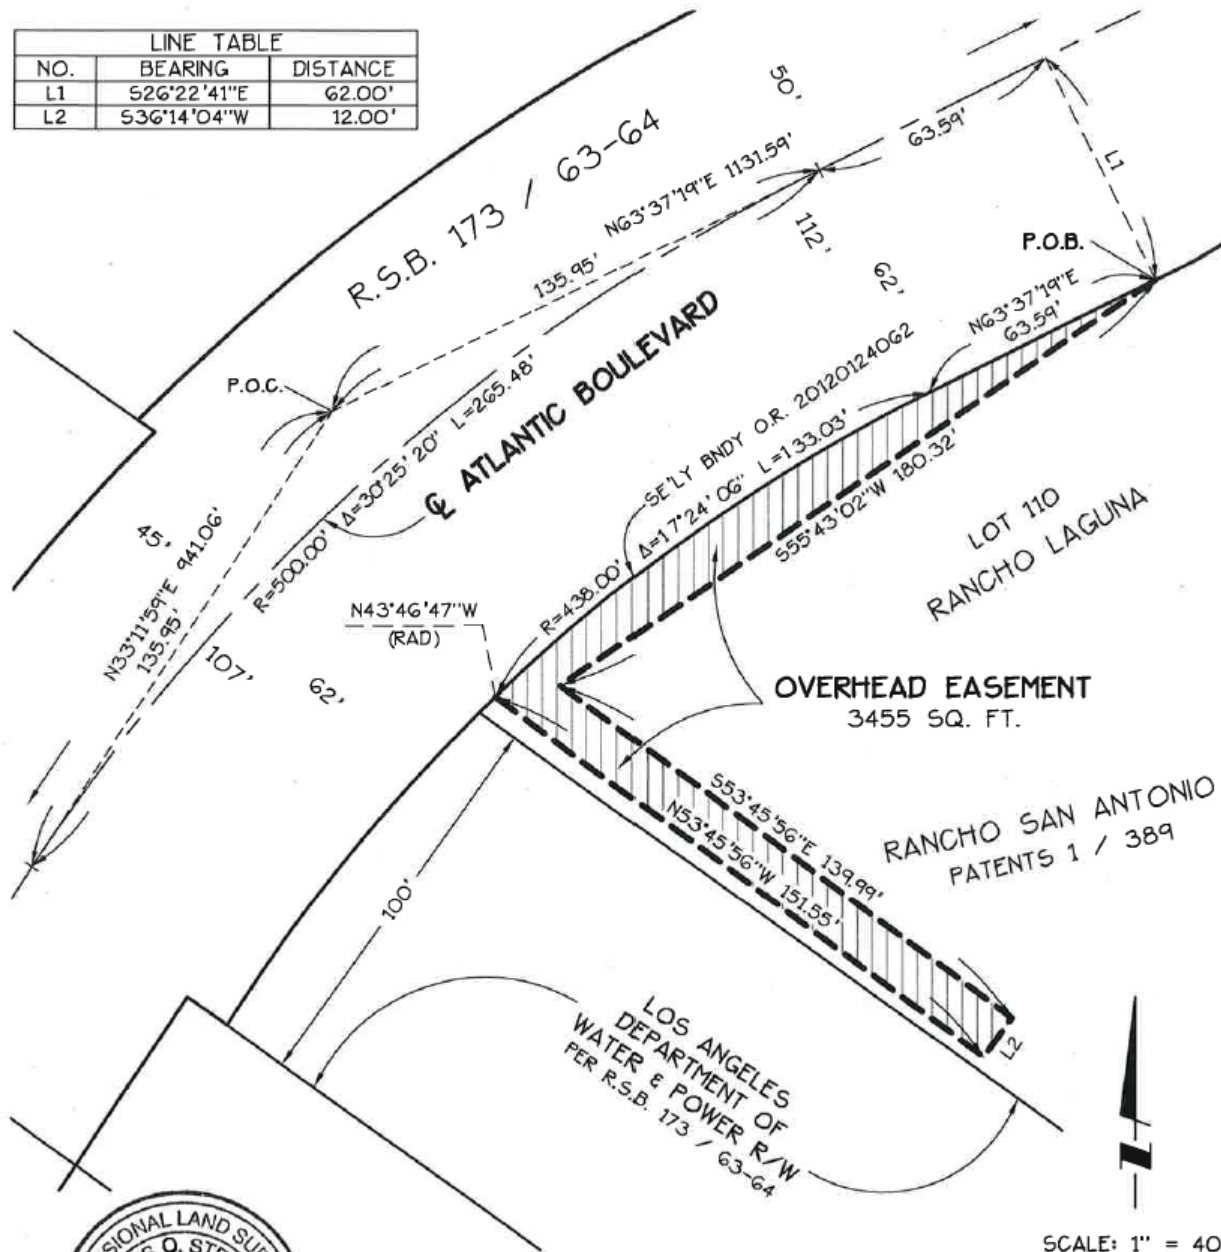 LINE TABLE
NO. BEARING DISTANCE
L1 S26°22'41"E 62.00'
L2 S36°14'04"W 12.00'
R.S.B. 173 / 63-64
50'
N63°37'19"E 1131.59'
135.95'
63.59'
L1
112'
62'
P.O.B.
N63°37'19"E
63.59'
P.O.C.
Δ=30°25'20" L=265.48'
R=500.00'
℄ ATLANTIC BOULEVARD
SE'LY BNDY O.R. 20120124062
R=438.00' Δ=17°24'06" L=133.03'
S55°43'02"W 180.32'
LOT 110
RANCHO LAGUNA
45'
N33°11'59"E 941.06'
135.95'
107'
62'
N43°46'47"W
(RAD)
OVERHEAD EASEMENT
3455 SQ. FT.
S53°45'56"E 139.99'
N53°45'56"W 151.55'
RANCHO SAN ANTONIO
PATENTS 1 / 389
100'
L2
LOS ANGELES
DEPARTMENT OF
WATER & POWER R/W
PER R.S.B. 173 / 63-64
SIONAL LAND SU
O. STE
SCALE: 1" = 40